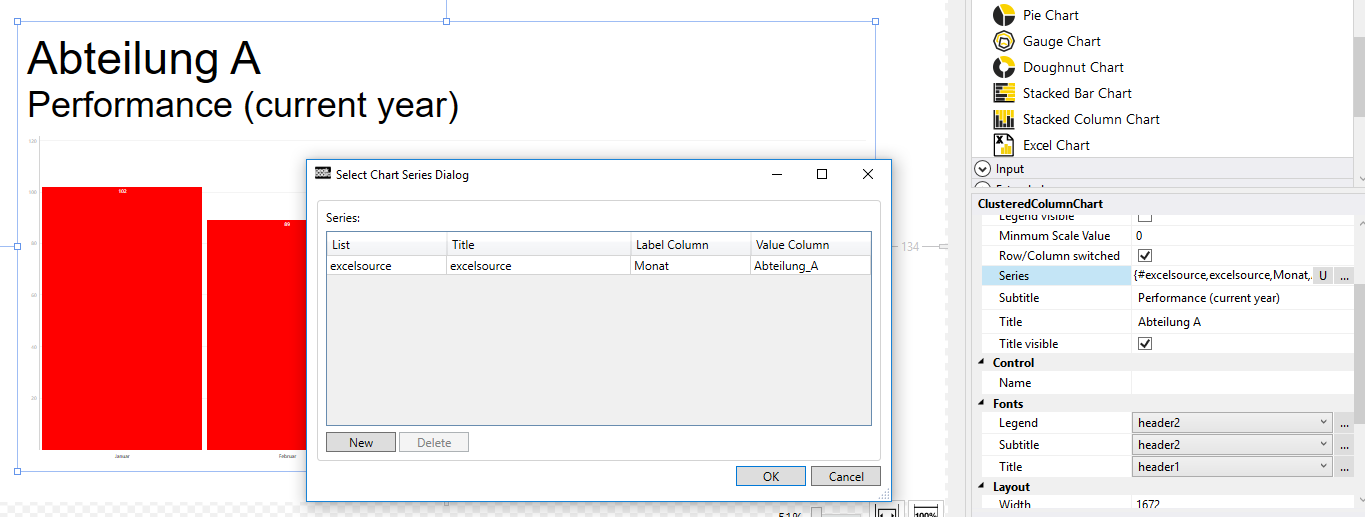 Abteilung A
Performance (current year)
120
100
80
60
40
20
102
89
Januar
Februar
Select Chart Series Dialog
Series:
List Title Label Column Value Column
excelsource excelsource Monat Abteilung_A
New Delete
OK Cancel
134
51%
100%
Pie Chart
Gauge Chart
Doughnut Chart
Stacked Bar Chart
Stacked Column Chart
Excel Chart
Input
ClusteredColumnChart
Legend visible
Minmum Scale Value 0
Row/Column switched
Series {#excelsource,excelsource,Monat,. U ...
Subtitle Performance (current year)
Title Abteilung A
Title visible
Control
Name
Fonts
Legend header2 ...
Subtitle header2 ...
Title header1 ...
Layout
Width 1672